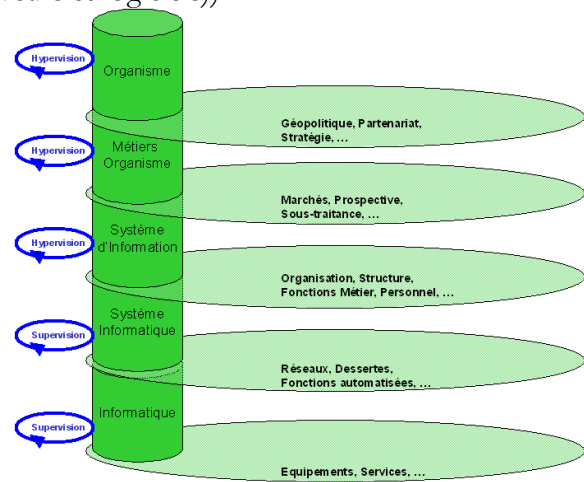 Hypervision
Organisme
Géopolitique, Partenariat,
Stratégie, ...
Hypervision
Métiers
Organisme
Marchés, Prospective,
Sous-traitance, ...
Hypervision
Système
d'Information
Organisation, Structure,
Fonctions Métier, Personnel, ...
Supervision
Système
Informatique
Réseaux, Dessertes,
Fonctions automatisées, ...
Supervision
Informatique
Equipements, Services, ...